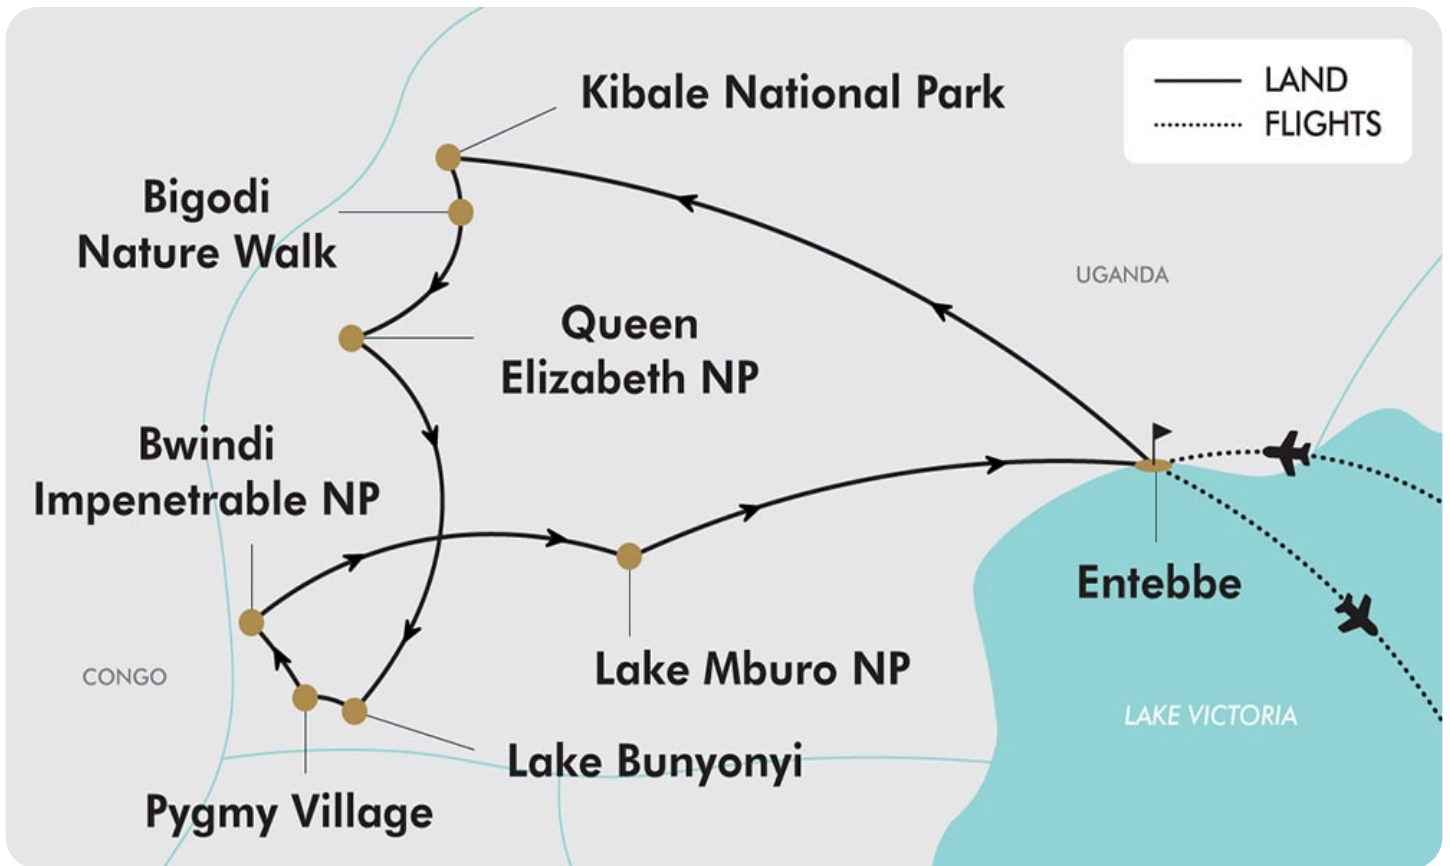 Kibale National Park
LAND
FLIGHTS
Bigodi
Nature Walk
UGANDA
Queen
Elizabeth NP
Bwindi
Impenetrable NP
Entebbe
Lake Mburo NP
CONGO
LAKE VICTORIA
Lake Bunyonyi
Pygmy Village